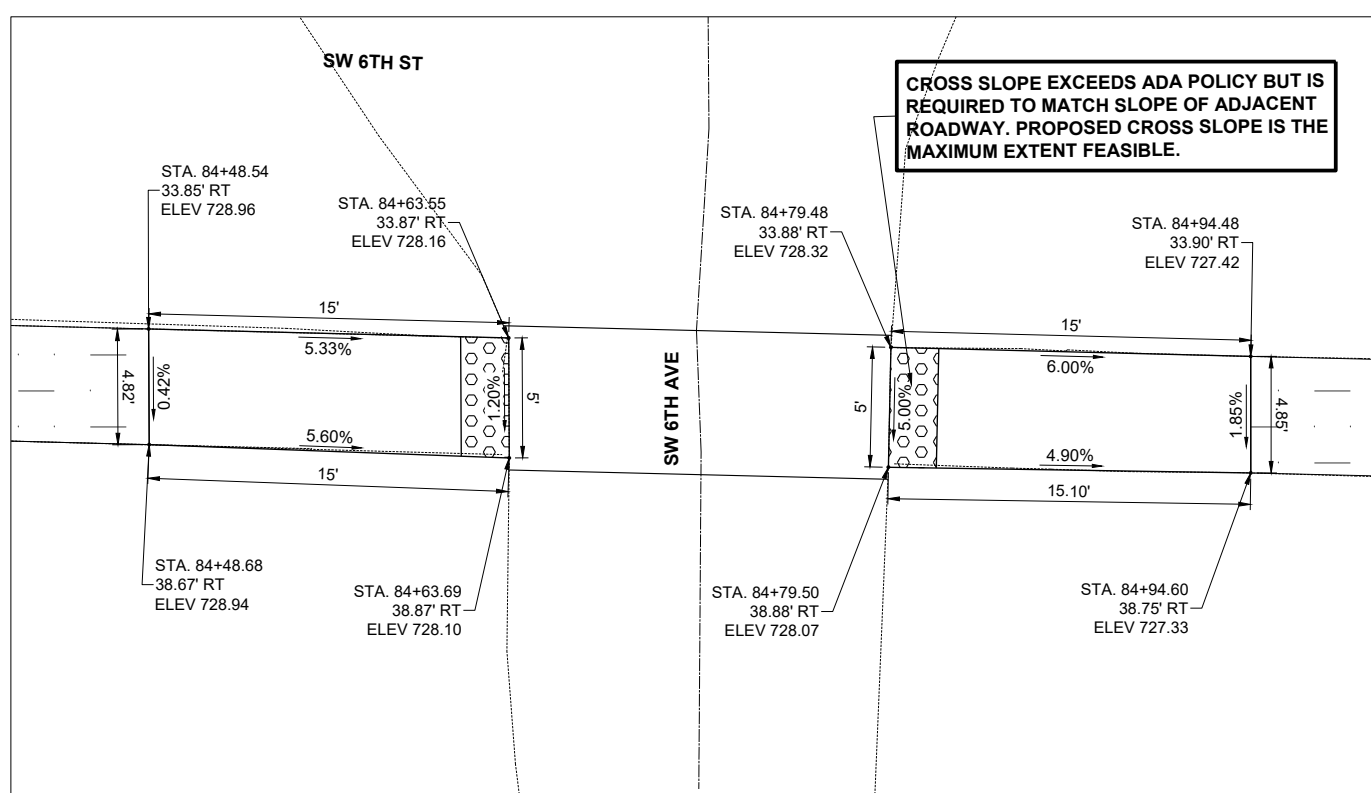 SW 6TH ST
CROSS SLOPE EXCEEDS ADA POLICY BUT IS
REQUIRED TO MATCH SLOPE OF ADJACENT
ROADWAY. PROPOSED CROSS SLOPE IS THE
MAXIMUM EXTENT FEASIBLE.
STA. 84+48.54
33.85' RT
ELEV 728.96
STA. 84+63.55
33.87' RT
ELEV 728.16
STA. 84+79.48
33.88' RT
ELEV 728.32
STA. 84+94.48
33.90' RT
ELEV 727.42
15'
15'
5.33%
6.00%
4.82'
0.42%
1.20%
5'
SW 6TH AVE
5'
5.00%
1.85%
4.85'
5.60%
4.90%
15'
15.10'
STA. 84+48.68
38.67' RT
ELEV 728.94
STA. 84+63.69
38.87' RT
ELEV 728.10
STA. 84+79.50
38.88' RT
ELEV 728.07
STA. 84+94.60
38.75' RT
ELEV 727.33